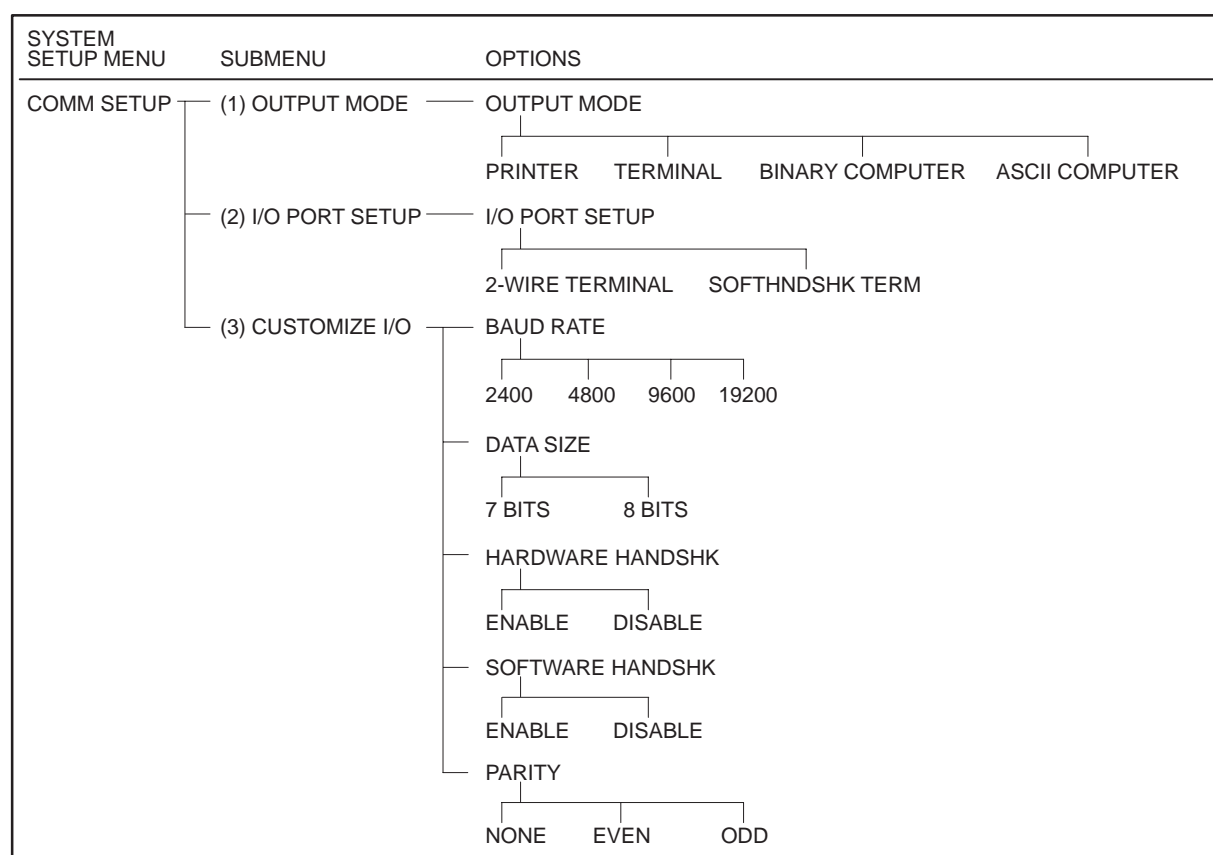 SYSTEM
SETUP MENU SUBMENU OPTIONS
COMM SETUP (1) OUTPUT MODE OUTPUT MODE
PRINTER TERMINAL BINARY COMPUTER ASCII COMPUTER
(2) I/O PORT SETUP I/O PORT SETUP
2-WIRE TERMINAL SOFTHNDSHK TERM
(3) CUSTOMIZE I/O BAUD RATE
2400 4800 9600 19200
DATA SIZE
7 BITS 8 BITS
HARDWARE HANDSHK
ENABLE DISABLE
SOFTWARE HANDSHK
ENABLE DISABLE
PARITY
NONE EVEN ODD